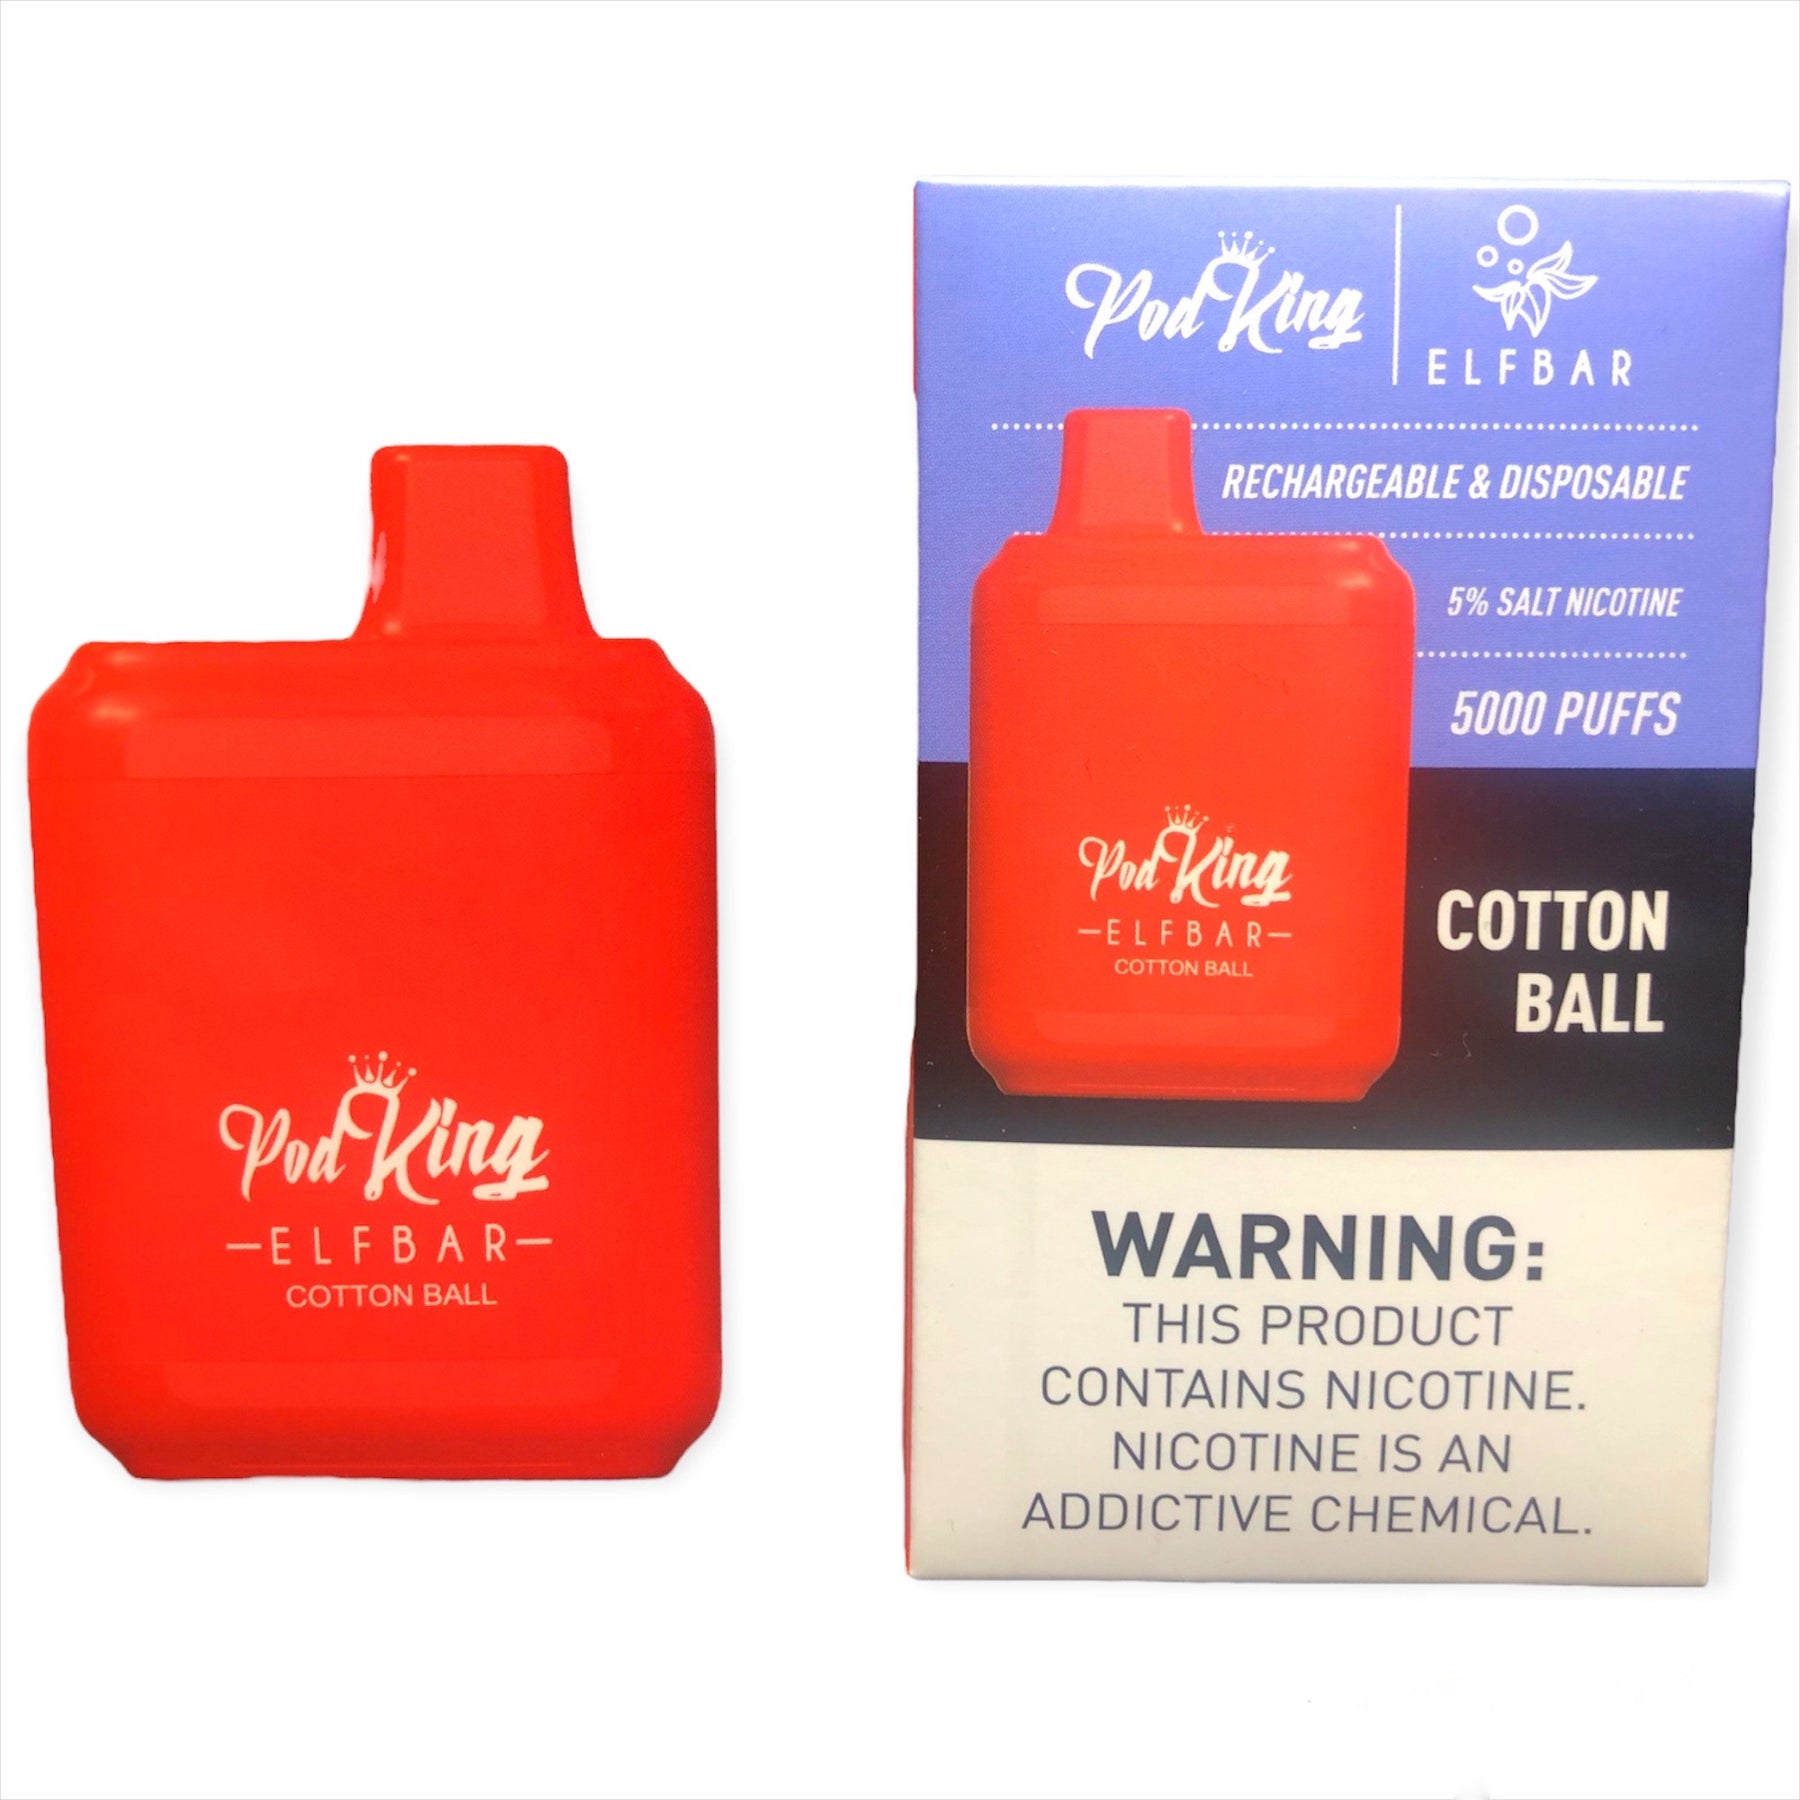 Pod King
-ELFBAR-
COTTON BALL
Pod King
ELFBAR
RECHARGEABLE & DISPOSABLE
5% SALT NICOTINE
5000 PUFFS
Pod King
-ELFBAR-
COTTON BALL
COTTON
BALL
WARNING:
THIS PRODUCT
CONTAINS NICOTINE.
NICOTINE IS AN
ADDICTIVE CHEMICAL.